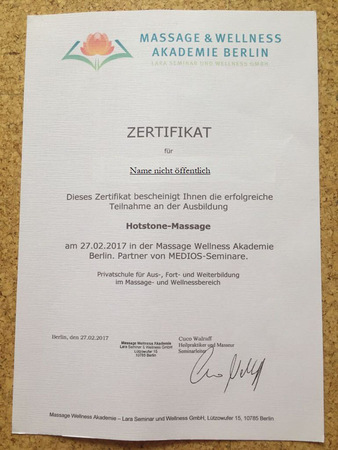 MASSAGE & WELLNESS
AKADEMIE BERLIN
LARA SEMINAR UND WELLNESS GMBH
ZERTIFIKAT
für
Name nicht öffentlich
Dieses Zertifikat bescheinigt Ihnen die erfolgreiche
Teilnahme an der Ausbildung
Hotstone-Massage
am 27.02.2017 in der Massage Wellness Akademie
Berlin. Partner von MEDIOS-Seminare.
Privatschule für Aus-, Fort- und Weiterbildung
im Massage- und Wellnessbereich
Berlin, den 27.02.2017
Massage Wellness Akademie
Lara Seminar & Wellness GmbH
Lützowufer 15
10785 Berlin
Cuco Wallraff
Heilpraktiker und Masseur
Seminarleiter
Massage Wellness Akademie – Lara Seminar und Wellness GmbH, Lützowufer 15, 10785 Berlin